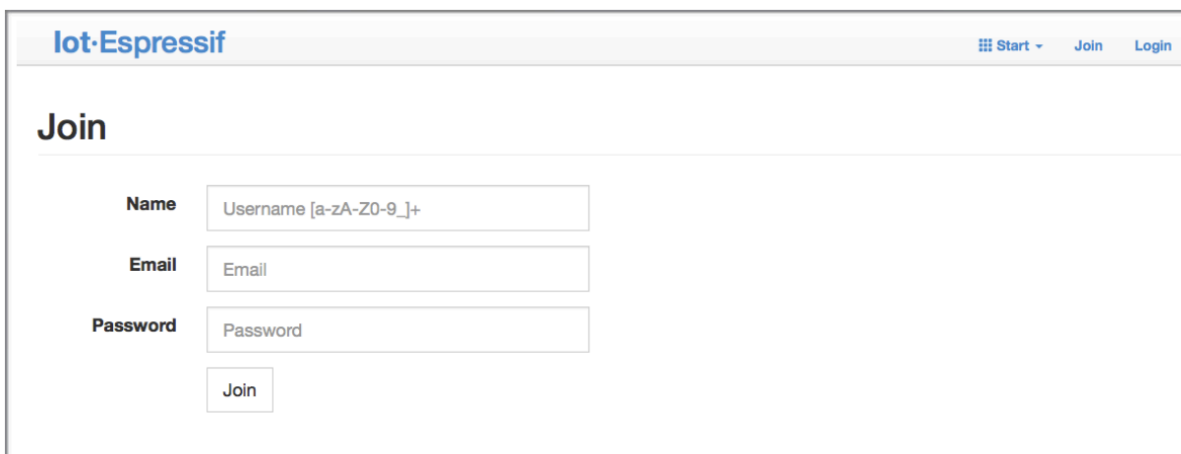 Iot·Espressif
Start Join Login
Join
Name Username [a-zA-Z0-9_]+
Email Email
Password Password
Join